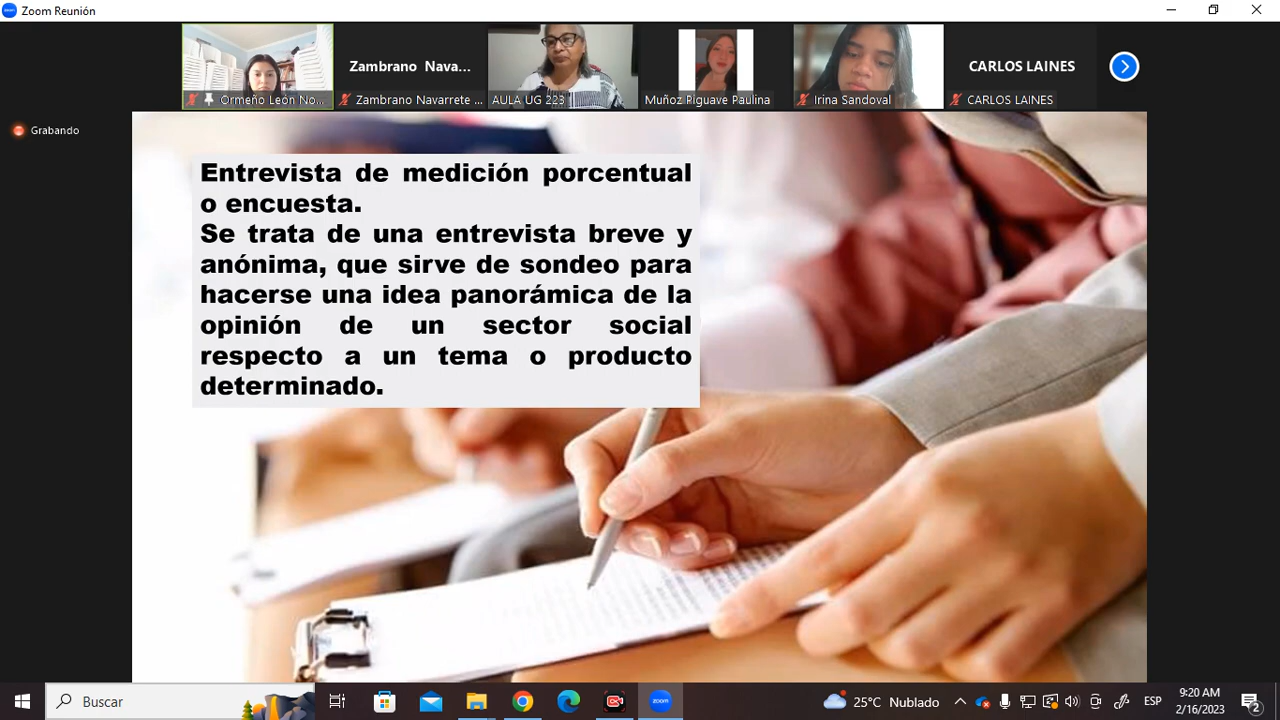 Zoom Reunión
Zambrano Nava...
CARLOS LAINES
Ormeño León No...
Zambrano Navarrete ...
AULA UG 223
Muñoz Piguave Paulina
Irina Sandoval
CARLOS LAINES
Grabando
Entrevista de medición porcentual
o encuesta.
Se trata de una entrevista breve y
anónima, que sirve de sondeo para
hacerse una idea panorámica de la
opinión de un sector social
respecto a un tema o producto
determinado.
Buscar
25°C Nublado
ESP
9:20 AM
2/16/2023
2